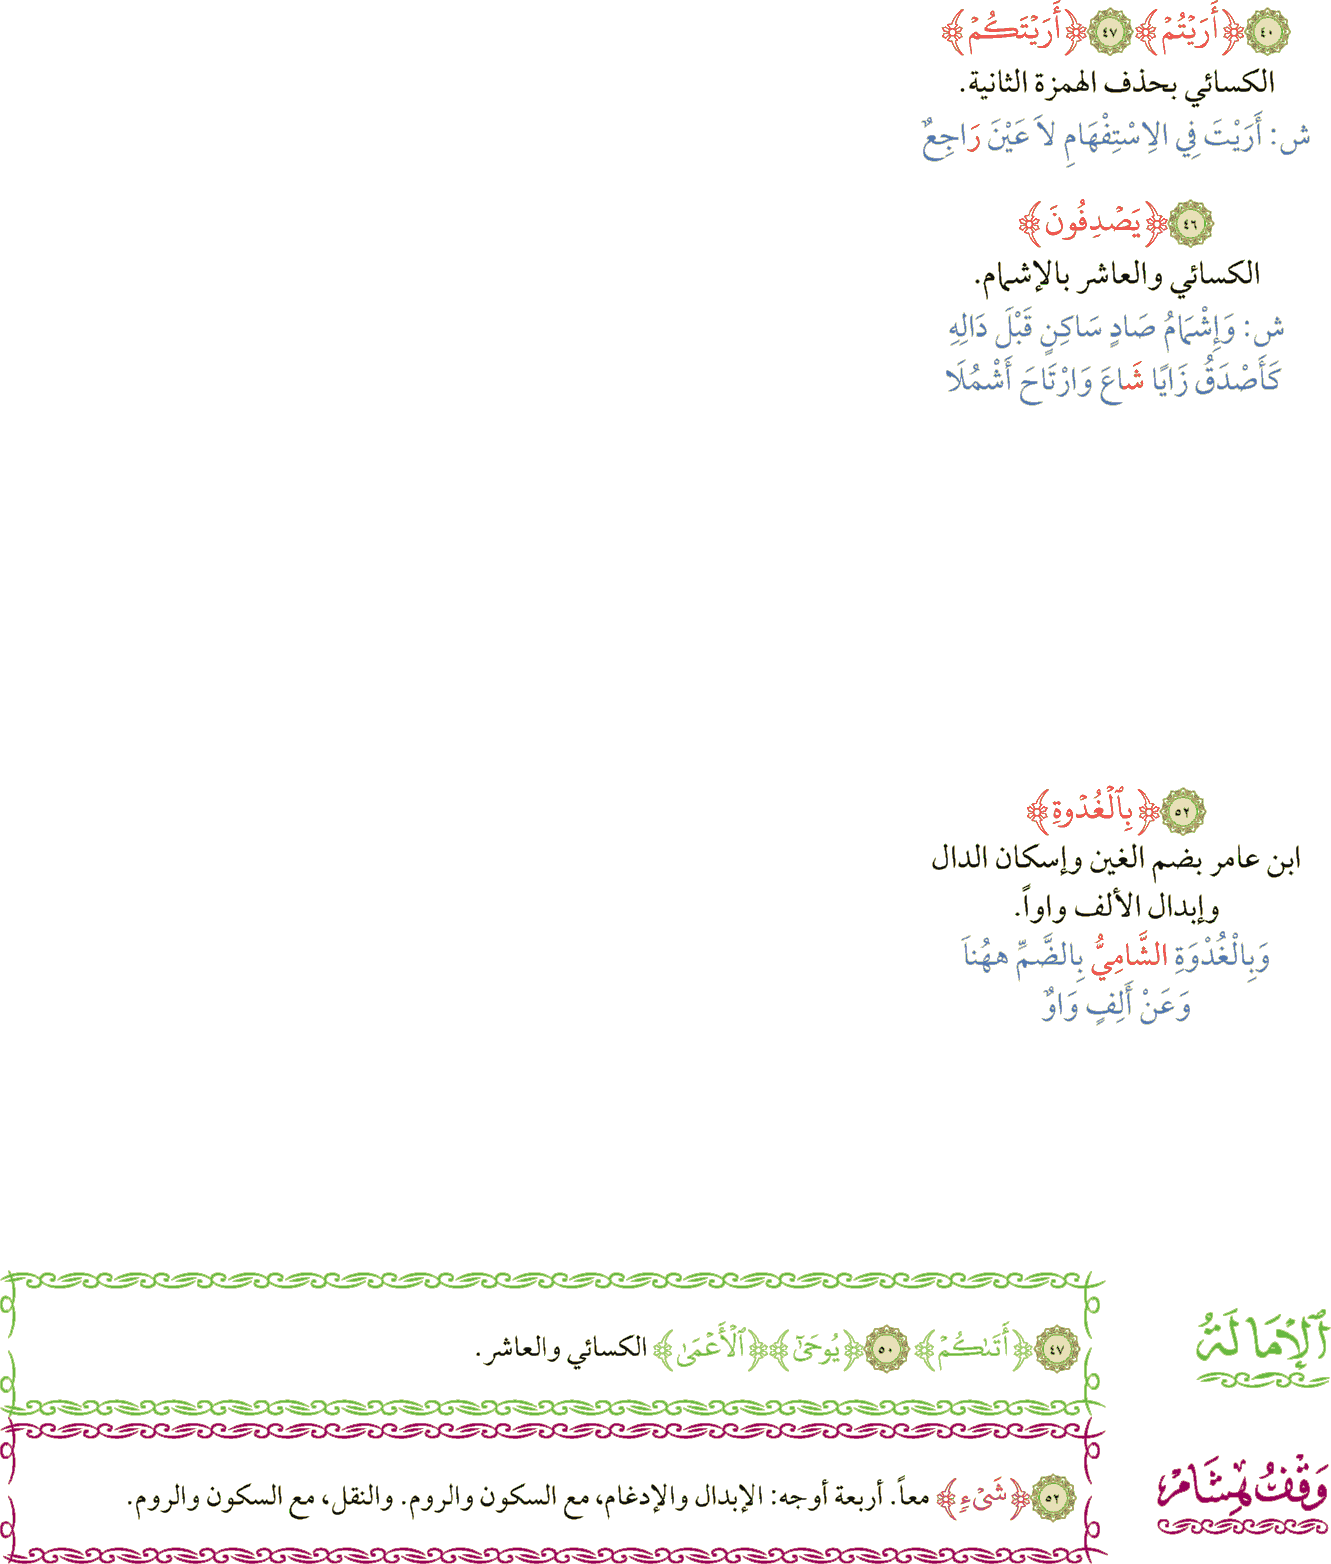 ٤٠ ﴿أَرَيْتُمْ﴾ ٤٧ ﴿أَرَيْتَكُمْ﴾
الكسائي بحذف الهمزة الثانية.
ش: أَرَيْتَ فِي الِاسْتِفْهَامِ لاَ عَيْنَ رَاجِعٌ
٤٦ ﴿يَصْدِفُونَ﴾
الكسائي والعاشر بالإشمام.
ش: وَإِشْمَامُ صَادٍ سَاكِنٍ قَبْلَ دَالِهِ
كَأَصْدَقُ زَايًا شَاعَ وَارْتَاحَ أَشْمُلَا
٥٢ ﴿بِٱلْغُدْوةِ﴾
ابن عامر بضم الغين وإسكان الدال
وإبدال الألف واواً.
وَبِالْغُدْوَةِ الشَّامِيُّ بِالضَّمِّ ههُناَ
وَعَنْ أَلِفٍ وَاوٌ
ٱلْإِمَالَةُ
٤٧ ﴿أَتَىٰكُمْ﴾ ٥٠ ﴿يُوحَىٰٓ﴾ ﴿ٱلْأَعْمَىٰ﴾ الكسائي والعاشر.
وَقْفُ هِشَامْ
٥٢ ﴿شَىْءٍ﴾ معاً. أربعة أوجه: الإبدال والإدغام، مع السكون والروم. والنقل، مع السكون والروم.